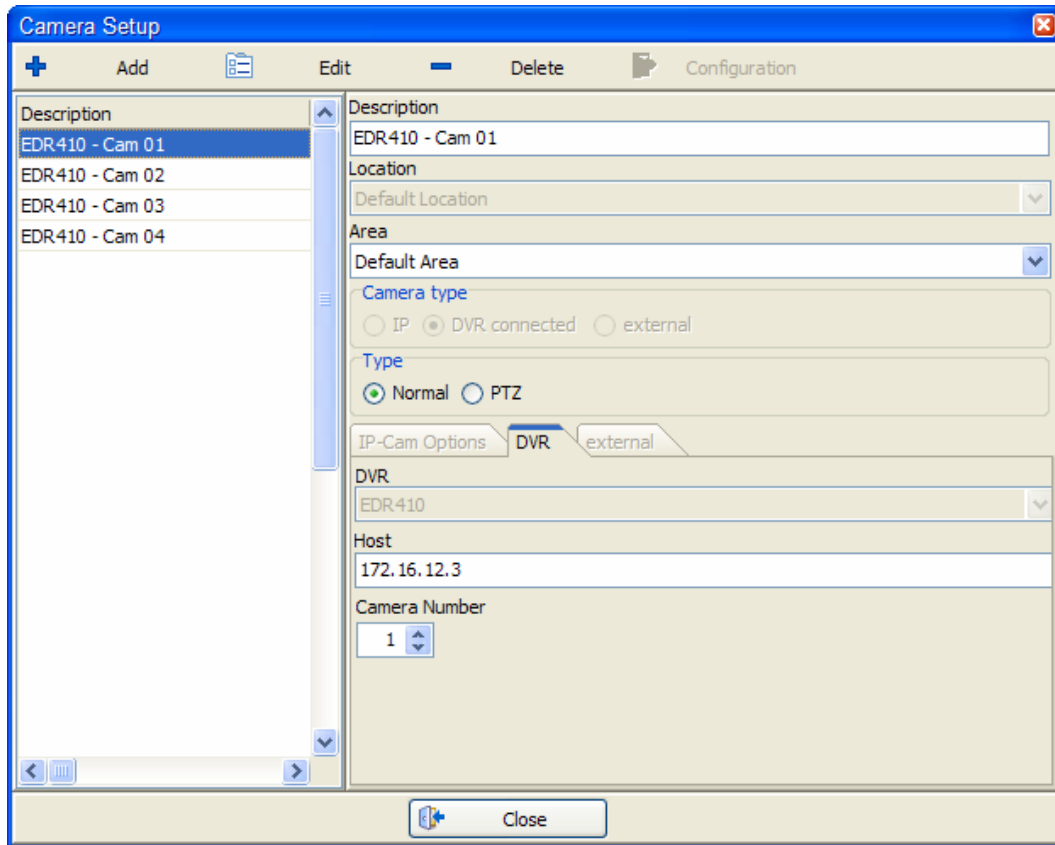 Camera Setup
Add Edit Delete Configuration
Description
EDR410 - Cam 01
EDR410 - Cam 02
EDR410 - Cam 03
EDR410 - Cam 04
Description
EDR410 - Cam 01
Location
Default Location
Area
Default Area
Camera type
IP DVR connected external
Type
Normal PTZ
IP-Cam Options DVR external
DVR
EDR410
Host
172.16.12.3
Camera Number
1
Close